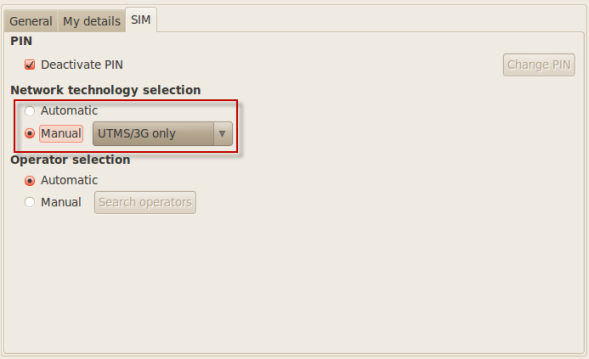 General My details SIM
PIN
Deactivate PIN Change PIN
Network technology selection
Automatic
Manual UTMS/3G only
Operator selection
Automatic
Manual Search operators